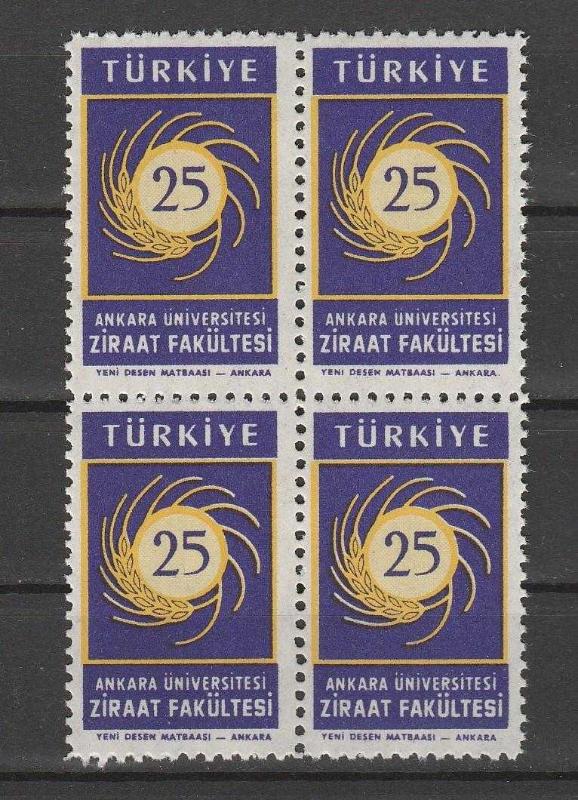 TÜRKİYE
25
ANKARA ÜNİVERSİTESİ
ZİRAAT FAKÜLTESİ
YENİ DESEN MATBAASI — ANKARA
TÜRKİYE
25
ANKARA ÜNİVERSİTESİ
ZİRAAT FAKÜLTESİ
YENİ DESEN MATBAASI — ANKARA.
TÜRKİYE
25
ANKARA ÜNİVERSİTESİ
ZİRAAT FAKÜLTESİ
YENİ DESEN MATBAASI — ANKARA
TÜRKİYE
25
ANKARA ÜNİVERSİTESİ
ZİRAAT FAKÜLTESİ
YENİ DESEN MATBAASI — ANKARA